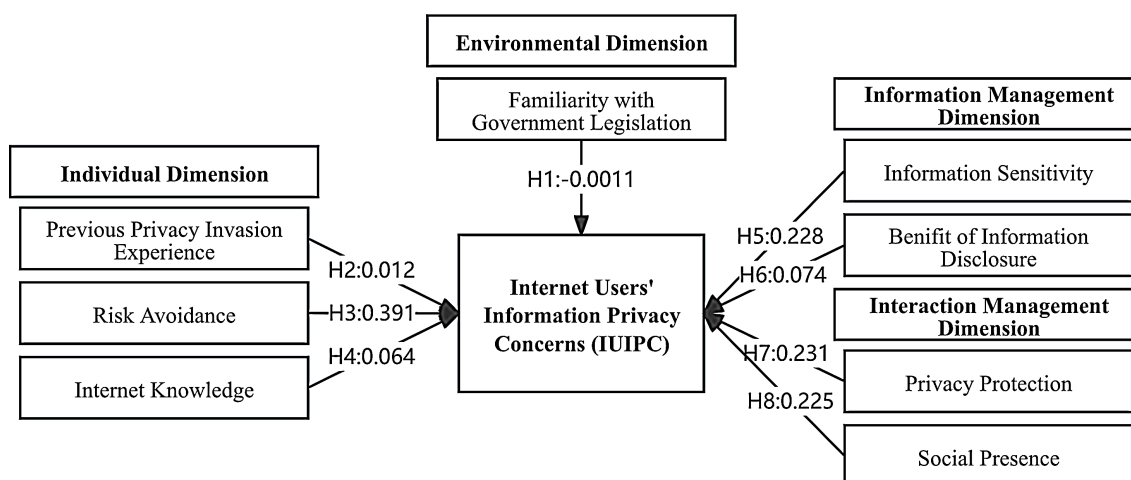 Environmental Dimension
Familiarity with
Government Legislation
H1:-0.0011
Individual Dimension
Previous Privacy Invasion
Experience
Risk Avoidance
Internet Knowledge
H2:0.012
H3:0.391
H4:0.064
Internet Users'
Information Privacy
Concerns (IUIPC)
Information Management
Dimension
Information Sensitivity
Benifit of Information
Disclosure
H5:0.228
H6:0.074
Interaction Management
Dimension
Privacy Protection
Social Presence
H7:0.231
H8:0.225